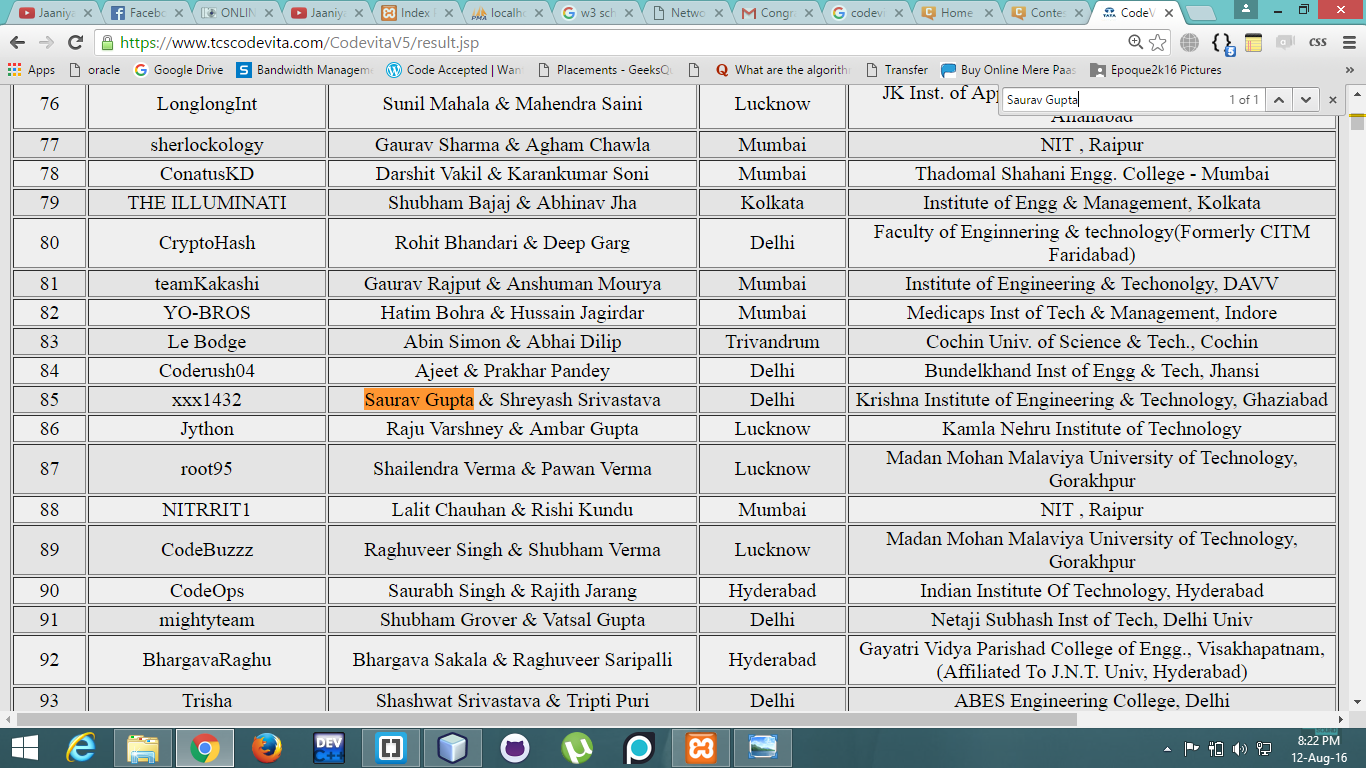 Jaaniya
Facebo
ONLIN
Jaaniya
Index
localho
w3 sch
Netwo
Congra
codevi
Home
Contes
CodeV
https://www.tcscodevita.com/CodevitaV5/result.jsp
css
Apps
oracle
Google Drive
Bandwidth Manageme
Code Accepted | Wan
Placements - GeeksQu
What are the algorith
Transfer
Buy Online Mere Paas
Epoque2k16 Pictures
Saurav Gupta 1 of 1
76 LonglongInt Sunil Mahala & Mahendra Saini Lucknow JK Inst. of Ap
Allahabad
77 sherlockology Gaurav Sharma & Agham Chawla Mumbai NIT , Raipur
78 ConatusKD Darshit Vakil & Karankumar Soni Mumbai Thadomal Shahani Engg. College - Mumbai
79 THE ILLUMINATI Shubham Bajaj & Abhinav Jha Kolkata Institute of Engg & Management, Kolkata
80 CryptoHash Rohit Bhandari & Deep Garg Delhi Faculty of Enginnering & technology(Formerly CITM
Faridabad)
81 teamKakashi Gaurav Rajput & Anshuman Mourya Mumbai Institute of Engineering & Techonolgy, DAVV
82 YO-BROS Hatim Bohra & Hussain Jagirdar Mumbai Medicaps Inst of Tech & Management, Indore
83 Le Bodge Abin Simon & Abhai Dilip Trivandrum Cochin Univ. of Science & Tech., Cochin
84 Coderush04 Ajeet & Prakhar Pandey Delhi Bundelkhand Inst of Engg & Tech, Jhansi
85 xxx1432 Saurav Gupta & Shreyash Srivastava Delhi Krishna Institute of Engineering & Technology, Ghaziabad
86 Jython Raju Varshney & Ambar Gupta Lucknow Kamla Nehru Institute of Technology
87 root95 Shailendra Verma & Pawan Verma Lucknow Madan Mohan Malaviya University of Technology,
Gorakhpur
88 NITRRIT1 Lalit Chauhan & Rishi Kundu Mumbai NIT , Raipur
89 CodeBuzzz Raghuveer Singh & Shubham Verma Lucknow Madan Mohan Malaviya University of Technology,
Gorakhpur
90 CodeOps Saurabh Singh & Rajith Jarang Hyderabad Indian Institute Of Technology, Hyderabad
91 mightyteam Shubham Grover & Vatsal Gupta Delhi Netaji Subhash Inst of Tech, Delhi Univ
92 BhargavaRaghu Bhargava Sakala & Raghuveer Saripalli Hyderabad Gayatri Vidya Parishad College of Engg., Visakhapatnam,
(Affiliated To J.N.T. Univ, Hyderabad)
93 Trisha Shashwat Srivastava & Tripti Puri Delhi ABES Engineering College, Delhi
DEV
C++
8:22 PM
12-Aug-16